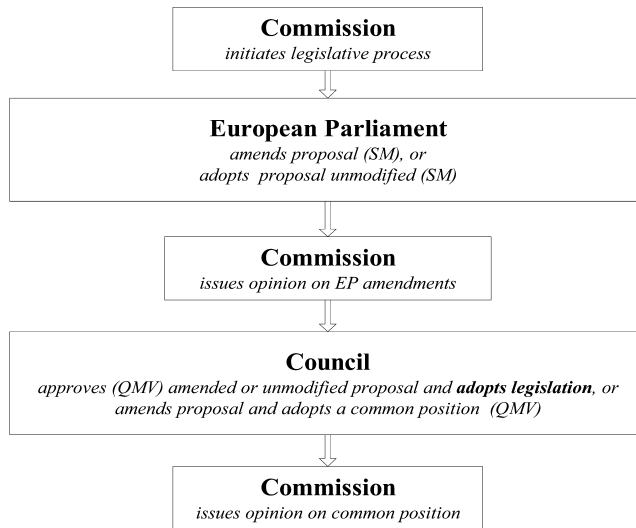 Commission
initiates legislative process
European Parliament
amends proposal (SM), or
adopts proposal unmodified (SM)
Commission
issues opinion on EP amendments
Council
approves (QMV) amended or unmodified proposal and adopts legislation, or
amends proposal and adopts a common position (QMV)
Commission
issues opinion on common position